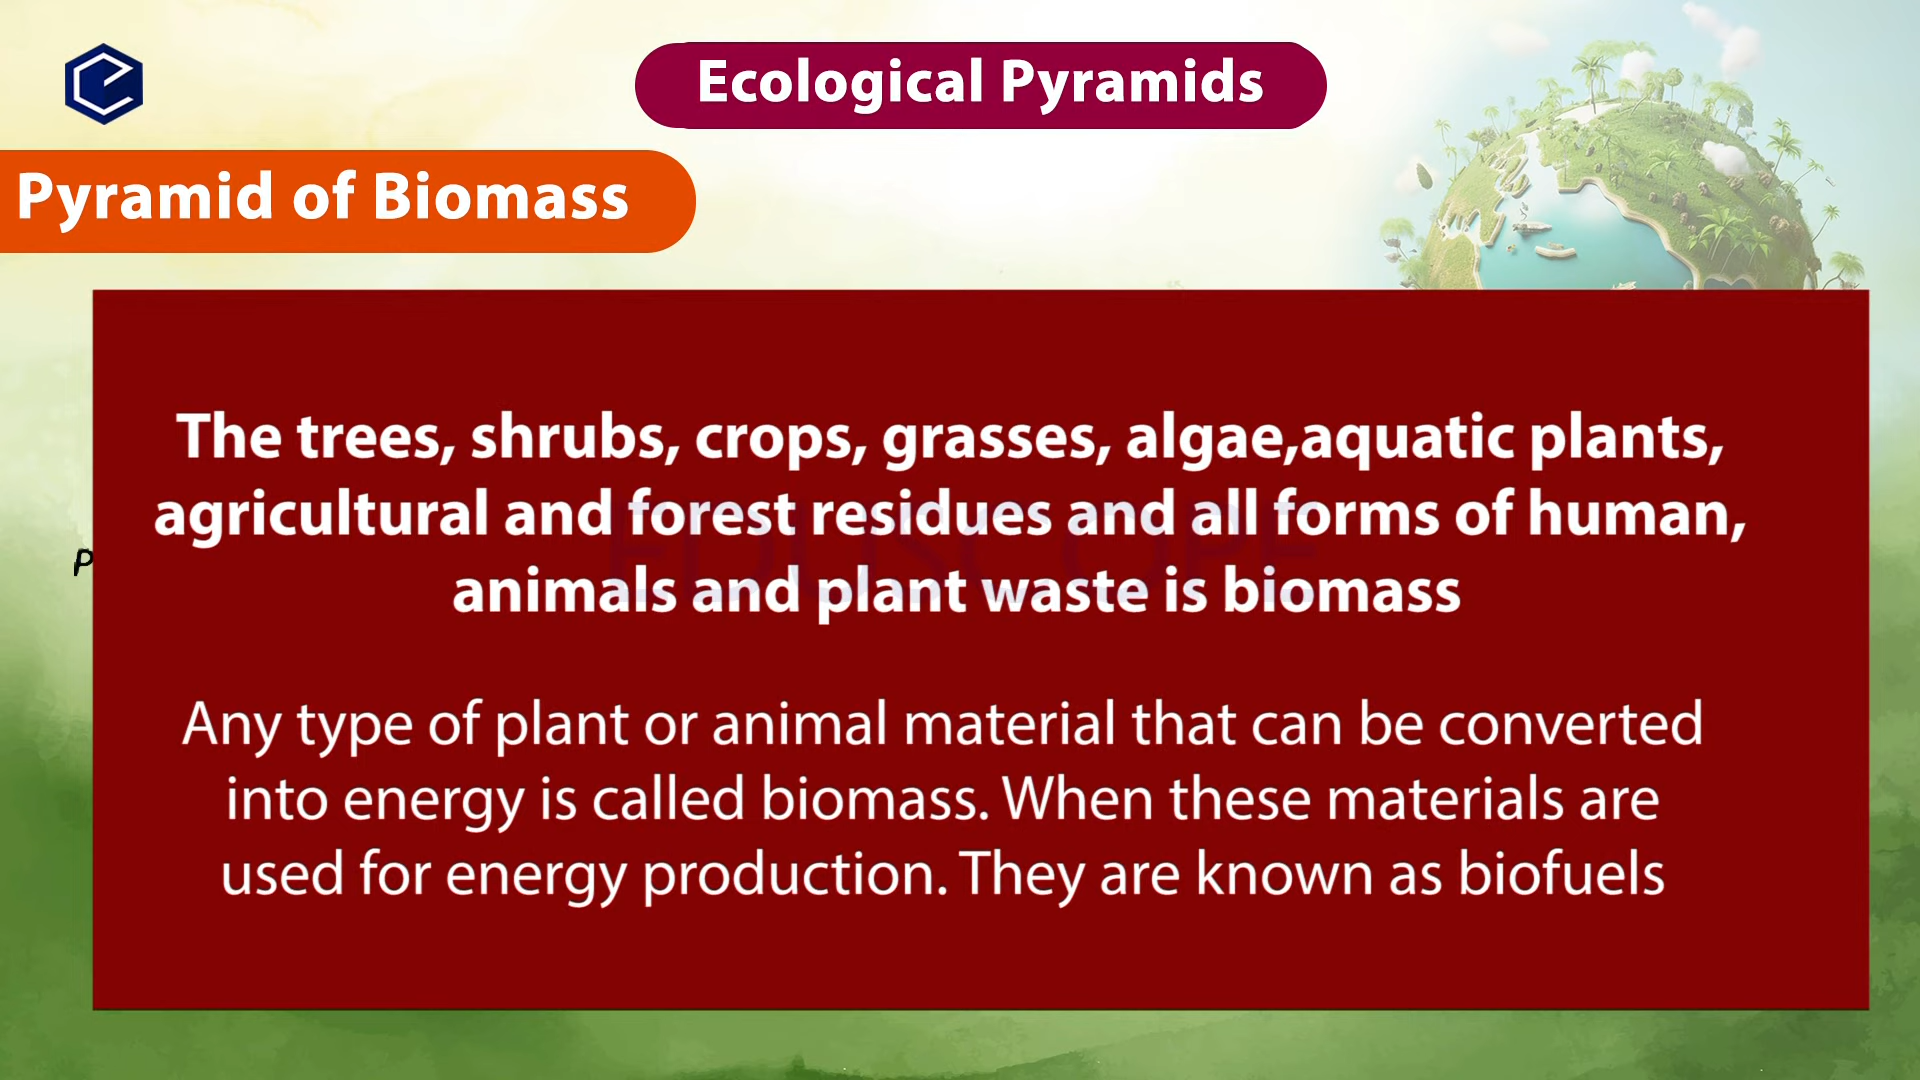 Ecological Pyramids
Pyramid of Biomass
The trees, shrubs, crops, grasses, algae,aquatic plants,
agricultural and forest residues and all forms of human,
animals and plant waste is biomass
P
Any type of plant or animal material that can be converted
into energy is called biomass. When these materials are
used for energy production. They are known as biofuels
EDUSCOPE